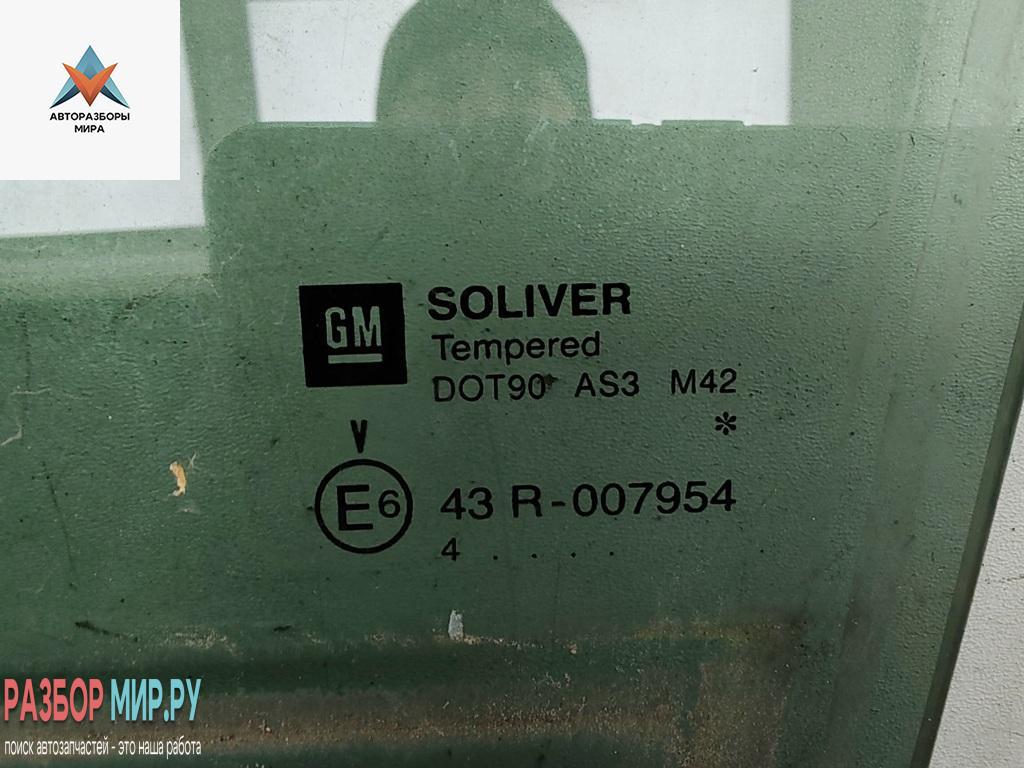 АВТОРАЗБОРЫ
МИРА
GM
SOLIVER
Tempered
DOT90 AS3 M42
*
V
E6 43 R-007954
4 . . . . .
РАЗБОР МИР.РУ
поиск автозапчастей - это наша работа